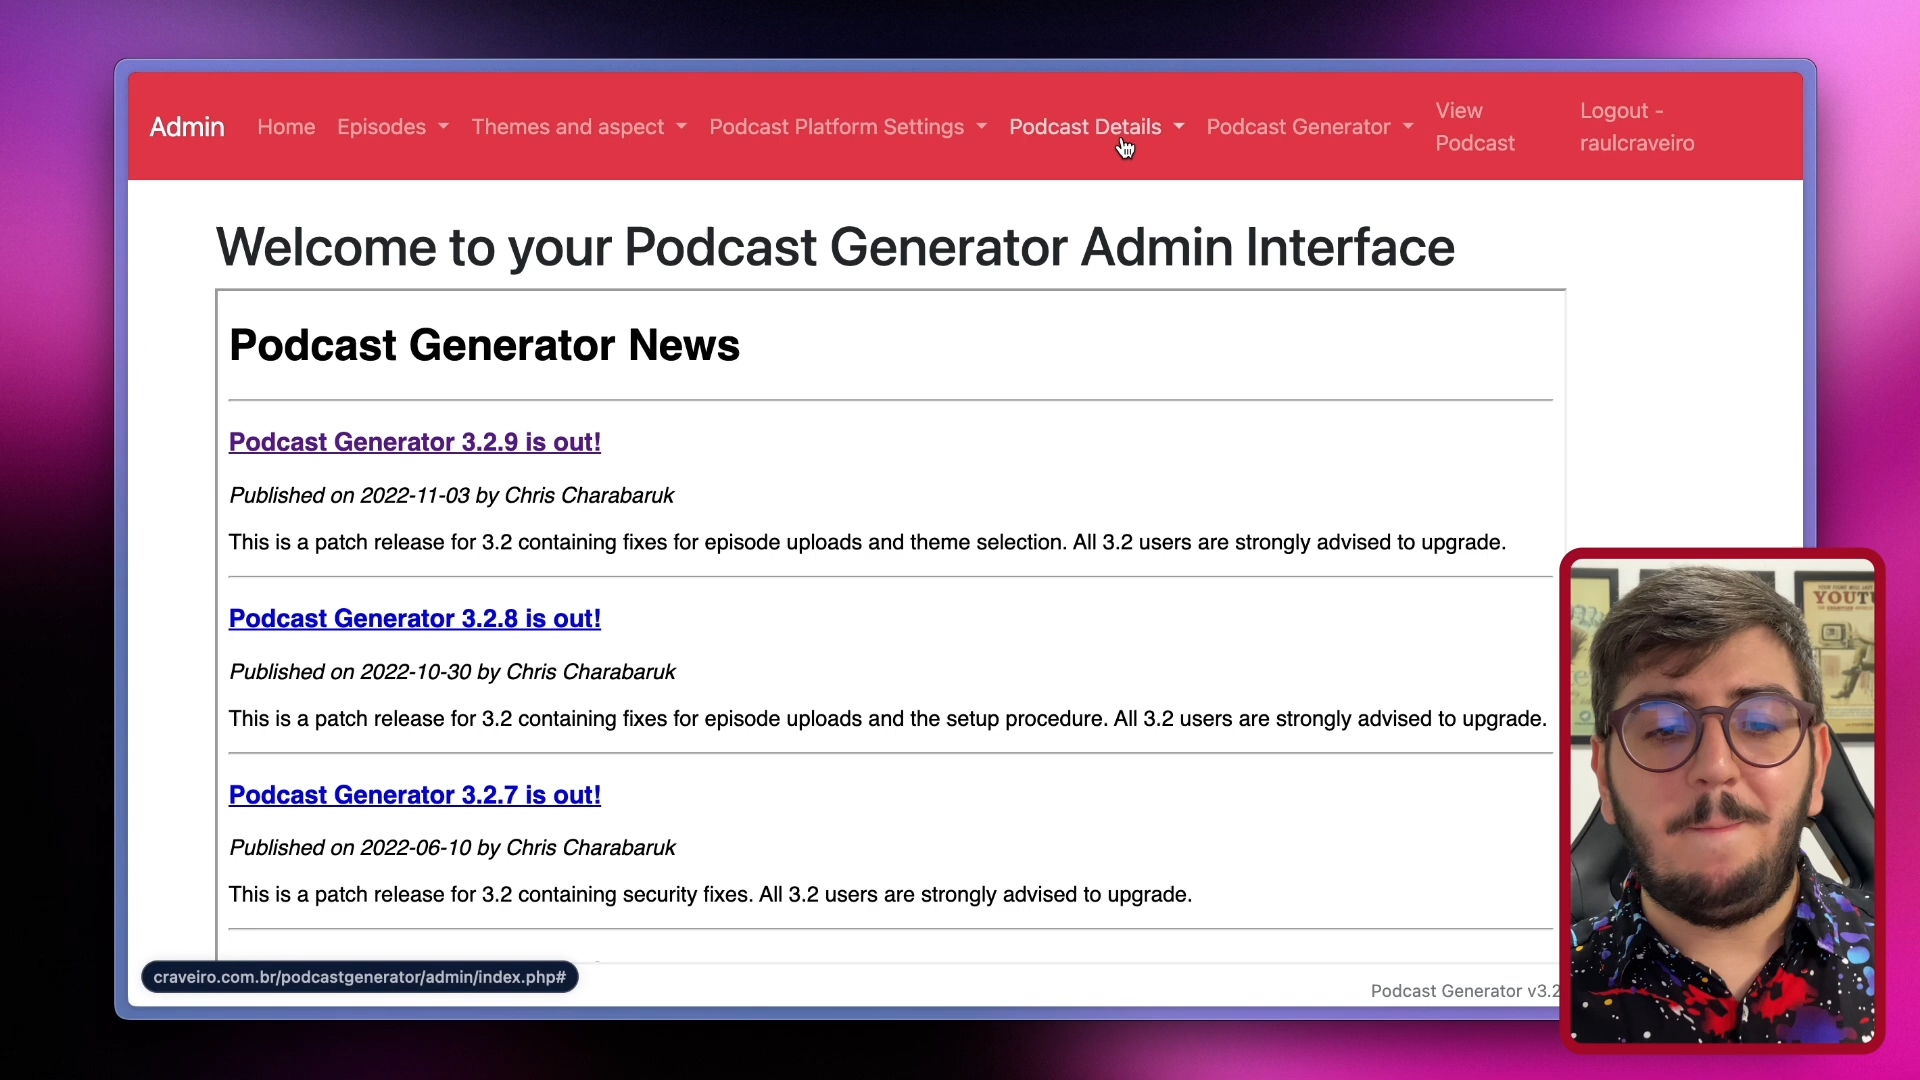 Admin Home Episodes Themes and aspect Podcast Platform Settings Podcast Details Podcast Generator View Podcast Logout - raulcraveiro
Welcome to your Podcast Generator Admin Interface
Podcast Generator News
Podcast Generator 3.2.9 is out!
Published on 2022-11-03 by Chris Charabaruk
This is a patch release for 3.2 containing fixes for episode uploads and theme selection. All 3.2 users are strongly advised to upgrade.
Podcast Generator 3.2.8 is out!
Published on 2022-10-30 by Chris Charabaruk
This is a patch release for 3.2 containing fixes for episode uploads and the setup procedure. All 3.2 users are strongly advised to upgrade.
Podcast Generator 3.2.7 is out!
Published on 2022-06-10 by Chris Charabaruk
This is a patch release for 3.2 containing security fixes. All 3.2 users are strongly advised to upgrade.
craveiro.com.br/podcastgenerator/admin/index.php#
Podcast Generator v3.2